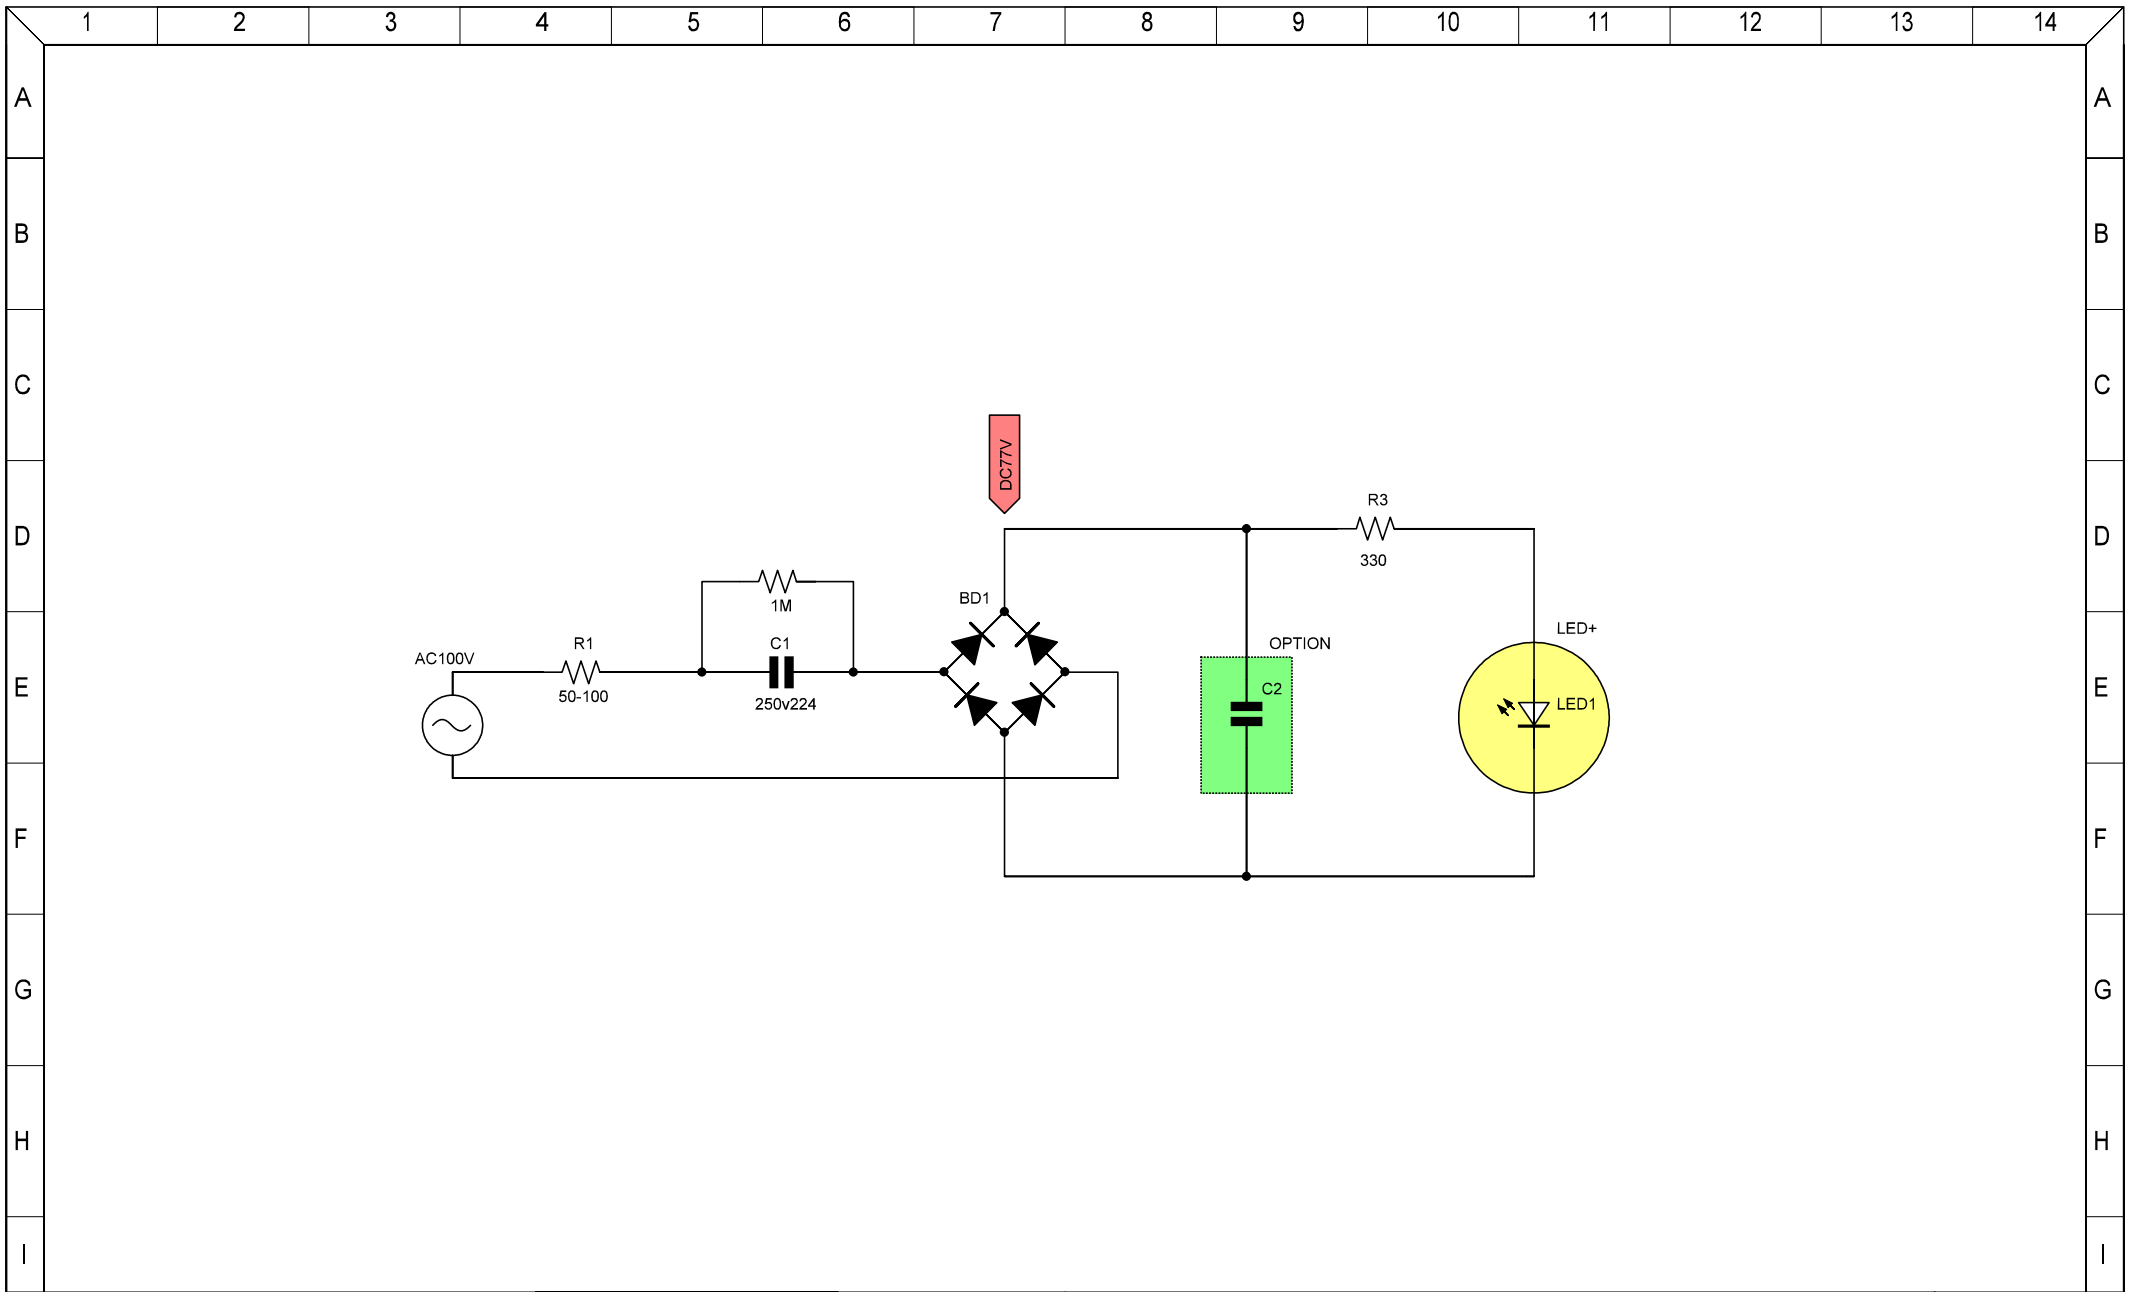 1 2 3 4 5 6 7 8 9 10 11 12 13 14
A A
B B
C C
DC77V
R3
D D
330
BD1
1M
OPTION
LED+
R1
C1
AC100V
E E
C2
50-100
250v224
LED1
F F
G G
H H
I I